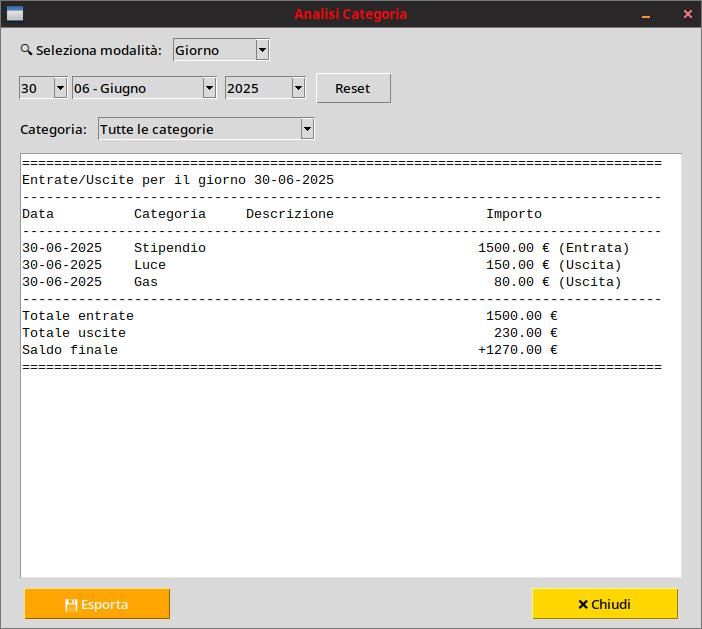 Analisi Categoria
Seleziona modalità: Giorno
30 06 - Giugno 2025 Reset
Categoria: Tutte le categorie
================================================================================
Entrate/Uscite per il giorno 30-06-2025
--------------------------------------------------------------------------------
Data          Categoria     Descrizione                   Importo
--------------------------------------------------------------------------------
30-06-2025    Stipendio                                  1500.00 € (Entrata)
30-06-2025    Luce                                        150.00 € (Uscita)
30-06-2025    Gas                                          80.00 € (Uscita)
--------------------------------------------------------------------------------
Totale entrate                                            1500.00 €
Totale uscite                                              230.00 €
Saldo finale                                             +1270.00 €
================================================================================
Esporta Chiudi